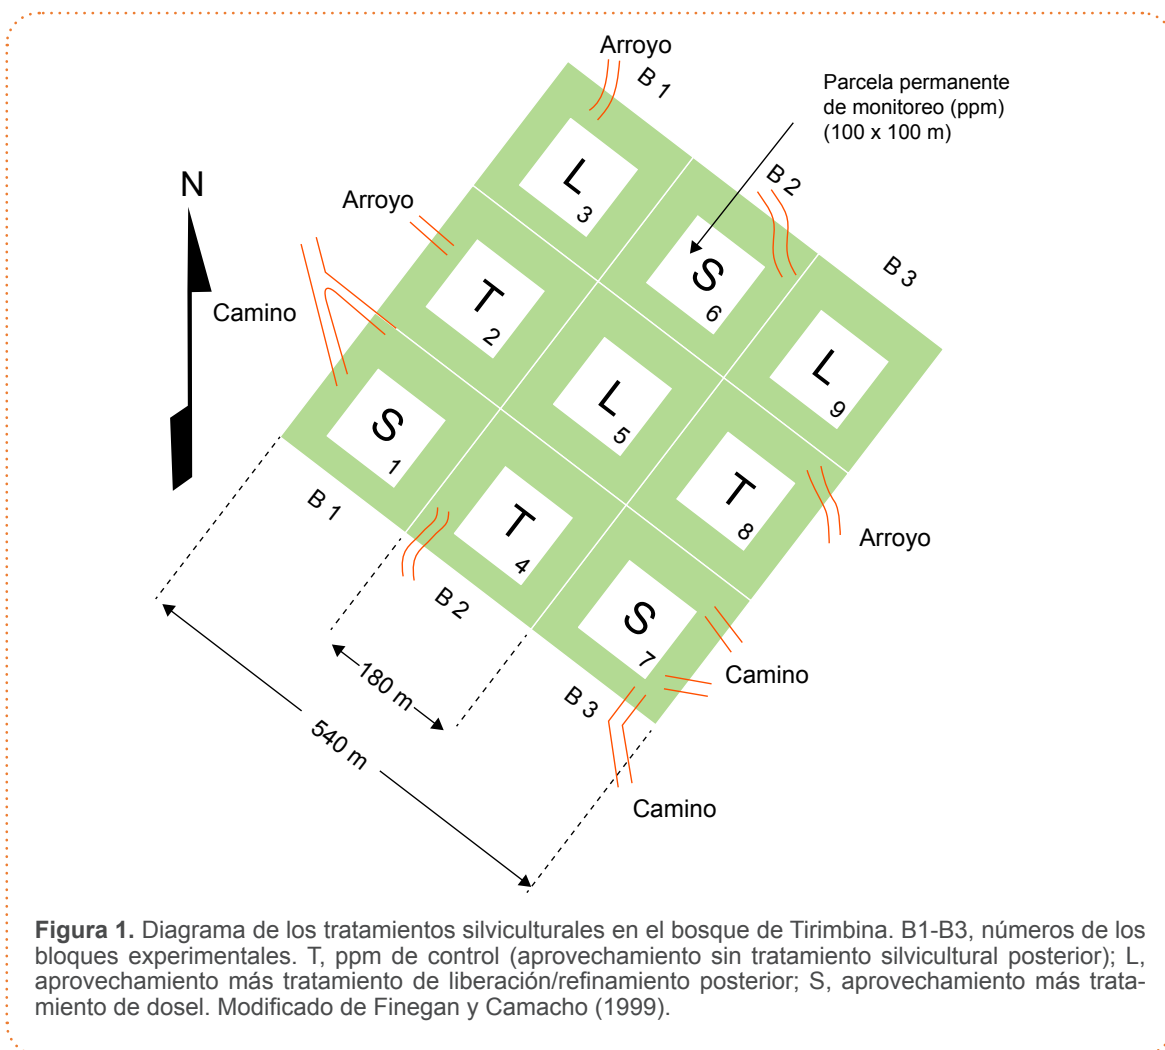 Arroyo
B 1
Parcela permanente
de monitoreo (ppm)
(100 x 100 m)
N
L
3
B 2
Arroyo
S
6
B 3
T
2
Camino
L
9
L
5
S
1
T
8
B 1
T
4
Arroyo
B 2
S
7
Camino
180 m
B 3
540 m
Camino
Figura 1. Diagrama de los tratamientos silviculturales en el bosque de Tirimbina. B1-B3, números de los
bloques experimentales. T, ppm de control (aprovechamiento sin tratamiento silvicultural posterior); L,
aprovechamiento más tratamiento de liberación/refinamiento posterior; S, aprovechamiento más trata-
miento de dosel. Modificado de Finegan y Camacho (1999).